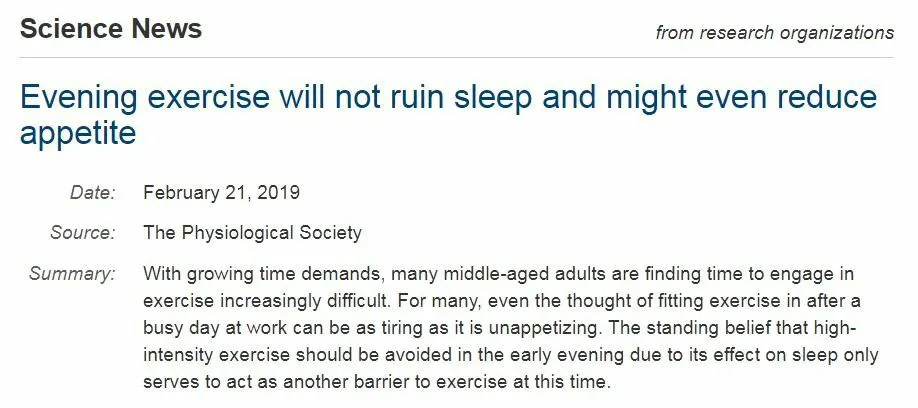 Science News
from research organizations
Evening exercise will not ruin sleep and might even reduce
appetite
Date: February 21, 2019
Source: The Physiological Society
Summary: With growing time demands, many middle-aged adults are finding time to engage in
exercise increasingly difficult. For many, even the thought of fitting exercise in after a
busy day at work can be as tiring as it is unappetizing. The standing belief that high-
intensity exercise should be avoided in the early evening due to its effect on sleep only
serves to act as another barrier to exercise at this time.